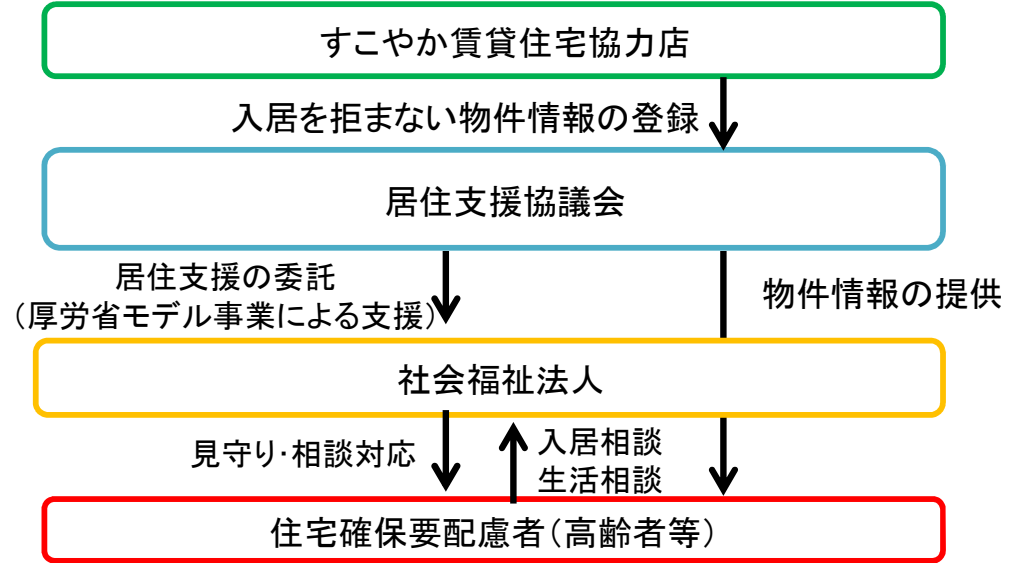 すこやか賃貸住宅協力店
入居を拒まない物件情報の登録
居住支援協議会
居住支援の委託
（厚労省モデル事業による支援）
物件情報の提供
社会福祉法人
見守り・相談対応
入居相談
生活相談
住宅確保要配慮者（高齢者等）